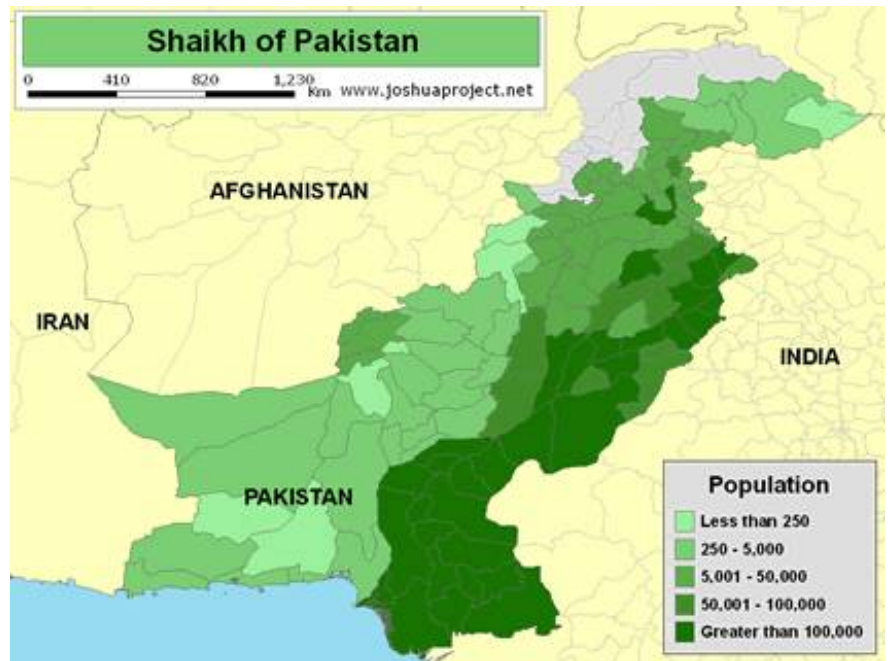 Shaikh of Pakistan
0 410 820 1,230
Km www.joshuaproject.net
AFGHANISTAN
IRAN
INDIA
PAKISTAN
Population
Less than 250
250 - 5,000
5,001 - 50,000
50,001 - 100,000
Greater than 100,000